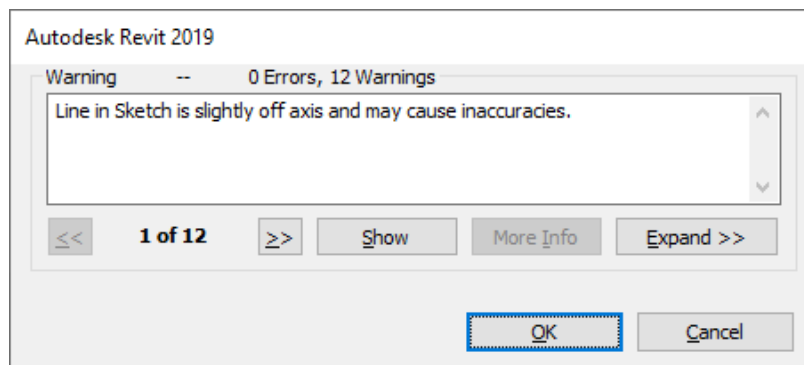 Autodesk Revit 2019
Warning -- 0 Errors, 12 Warnings
Line in Sketch is slightly off axis and may cause inaccuracies.
<< 1 of 12 >> Show More Info Expand >>
OK Cancel